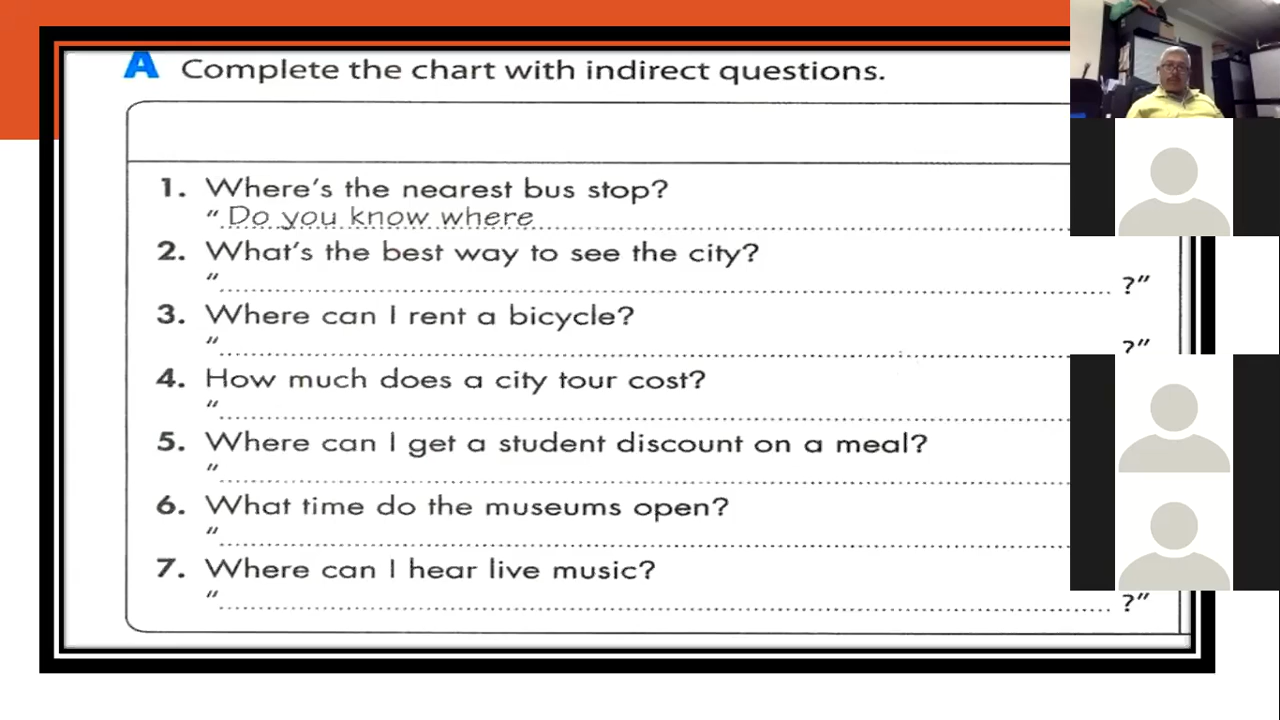 A Complete the chart with indirect questions.
1. Where's the nearest bus stop?
" Do you know where
2. What's the best way to see the city?
" ?"
3. Where can I rent a bicycle?
" ?"
4. How much does a city tour cost?
"
5. Where can I get a student discount on a meal?
"
6. What time do the museums open?
"
7. Where can I hear live music?
" ?"